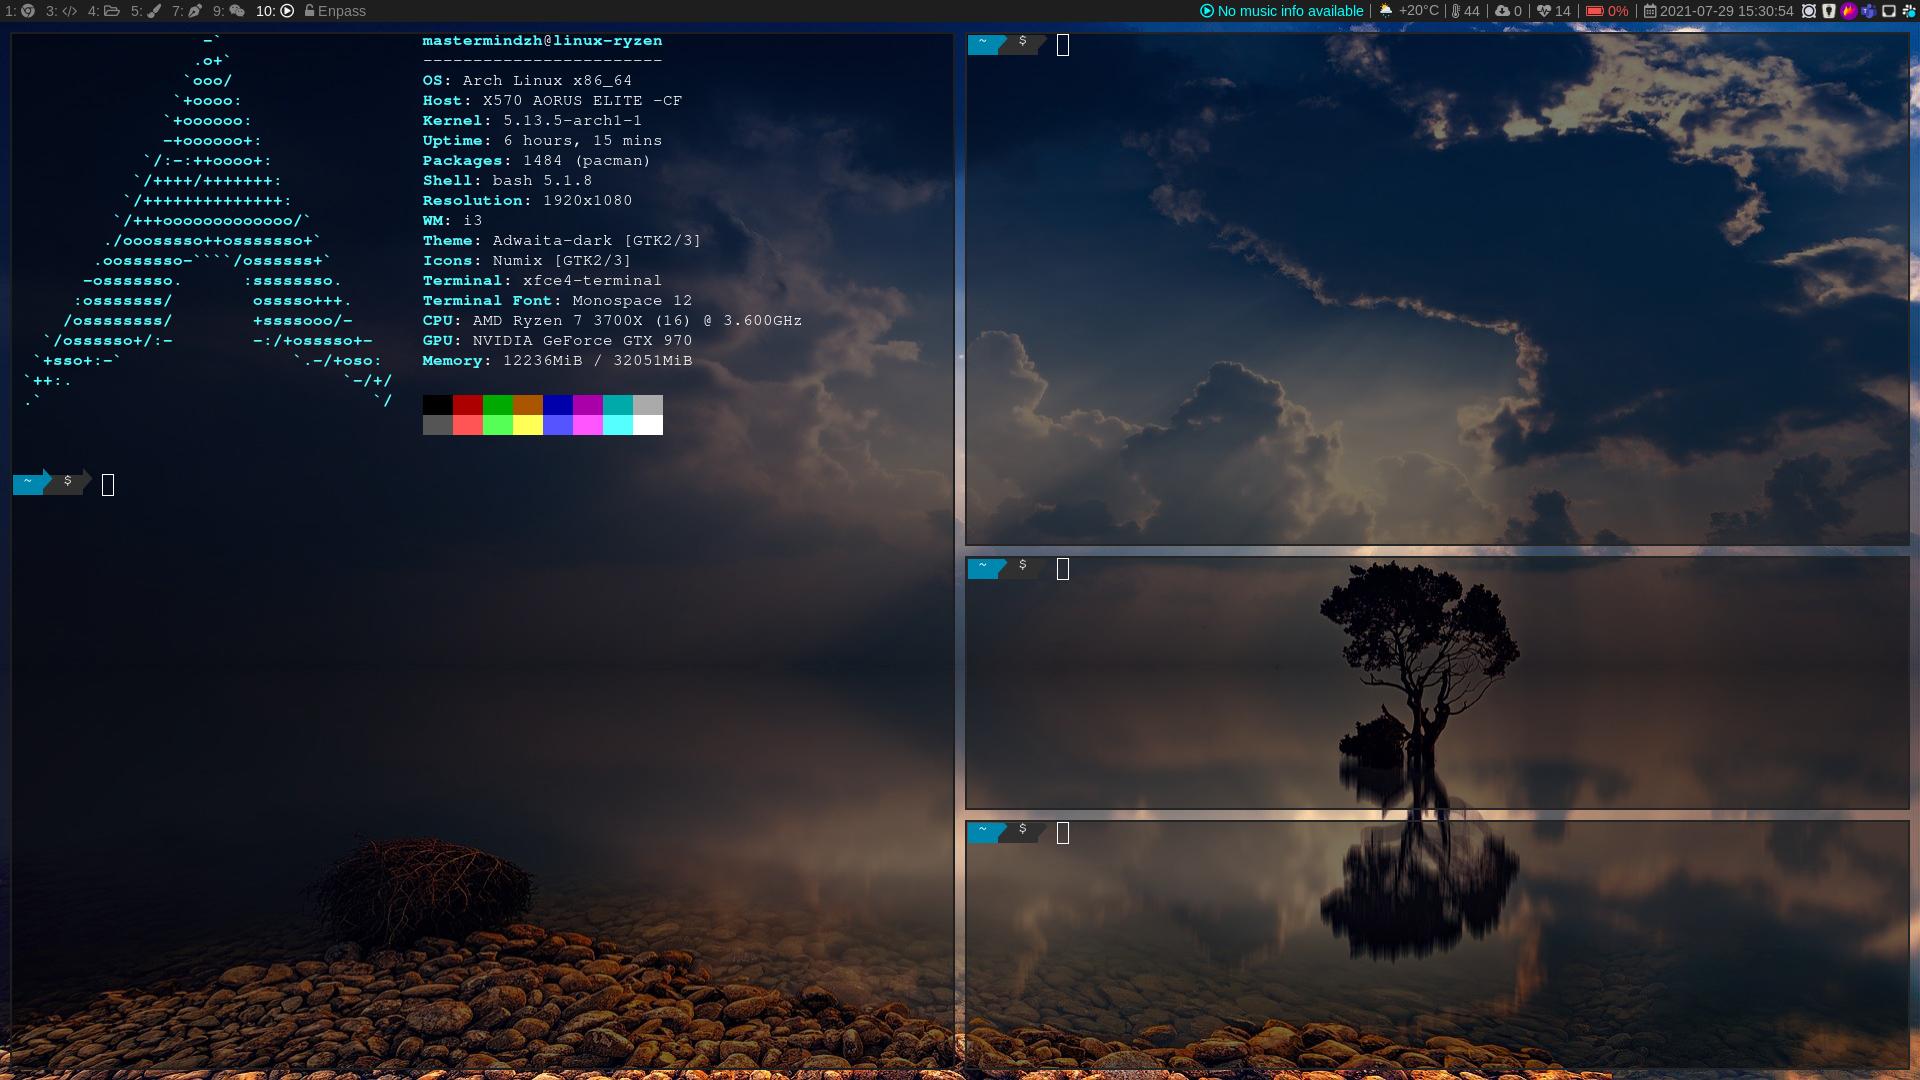 1: 3: 4: 5: 7: 9: 10: Enpass
No music info available | +20°C | 44 | 0 | 14 | 0% | 2021-07-29 15:30:54
-`
.o+`
`ooo/
`+oooo:
`+oooooo:
-+oooooo+:
`/:-:++oooo+:
`/++++/+++++++:
`/++++++++++++++:
`/+++ooooooooooooo/`
./ooosssso++osssssso+`
.oossssso-````/ossssss+`
-osssssso.      :ssssssso.
:osssssss/        osssso+++.
/ossssssss/        +ssssooo/-
`/ossssso+/:-        -:/+osssso+-
`+sso+:-`                 `.-/+oso:
`++:.                           `-/+/
.`                                 `/
mastermindzh@linux-ryzen
------------------------
OS: Arch Linux x86_64
Host: X570 AORUS ELITE -CF
Kernel: 5.13.5-arch1-1
Uptime: 6 hours, 15 mins
Packages: 1484 (pacman)
Shell: bash 5.1.8
Resolution: 1920x1080
WM: i3
Theme: Adwaita-dark [GTK2/3]
Icons: Numix [GTK2/3]
Terminal: xfce4-terminal
Terminal Font: Monospace 12
CPU: AMD Ryzen 7 3700X (16) @ 3.600GHz
GPU: NVIDIA GeForce GTX 970
Memory: 12236MiB / 32051MiB
~ $
~ $
~ $
~ $